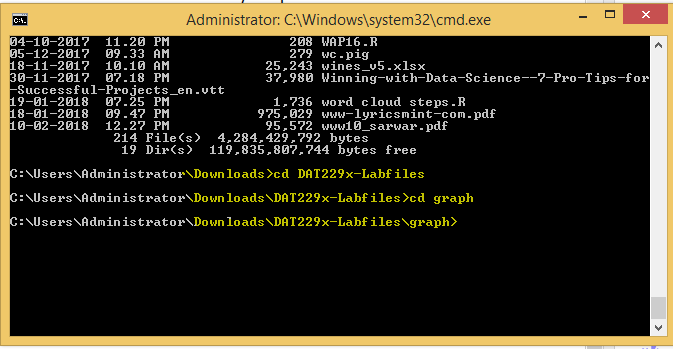 Administrator: C:\Windows\system32\cmd.exe
04-10-2017  11.20 PM               208 WAP16.R
05-12-2017  09.33 AM               279 wc.pig
18-11-2017  10.10 AM            25,243 wines_v5.xlsx
30-11-2017  07.18 PM            37,980 Winning-with-Data-Science--7-Pro-Tips-for
-Successful-Projects_en.vtt
19-01-2018  07.25 PM             1,736 word cloud steps.R
18-01-2018  09.47 PM           975,029 www-lyricsmint-com.pdf
10-02-2018  12.27 PM            95,572 www10_sarwar.pdf
214 File(s)  4,284,429,792 bytes
19 Dir(s)  119,835,807,744 bytes free
C:\Users\Administrator\Downloads>cd DAT229x-Labfiles
C:\Users\Administrator\Downloads\DAT229x-Labfiles>cd graph
C:\Users\Administrator\Downloads\DAT229x-Labfiles\graph>